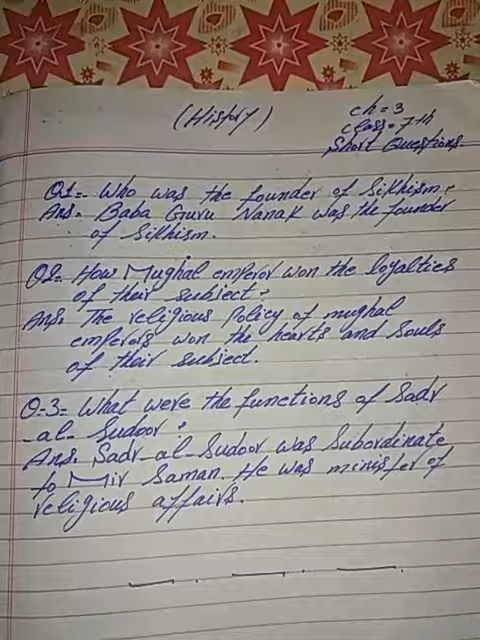 (History)
ch = 3
class = 7th
Short Questions.
Q1=- Who was the founder of Sikhism?
Ans. Baba Guru Nanak was the founder
of Sikhism.
Q2=- How Mughal emperor won the loyalties
of their subject?
Ans. The religious Policy of mughal
emperors won the hearts and souls
of their subject.
Q-3=- What were the functions of Sadr
-al- Sudoor?
Ans. Sadr-al-Sudoor was Subordinate
to Mir Saman. He was minister of
religious affairs.